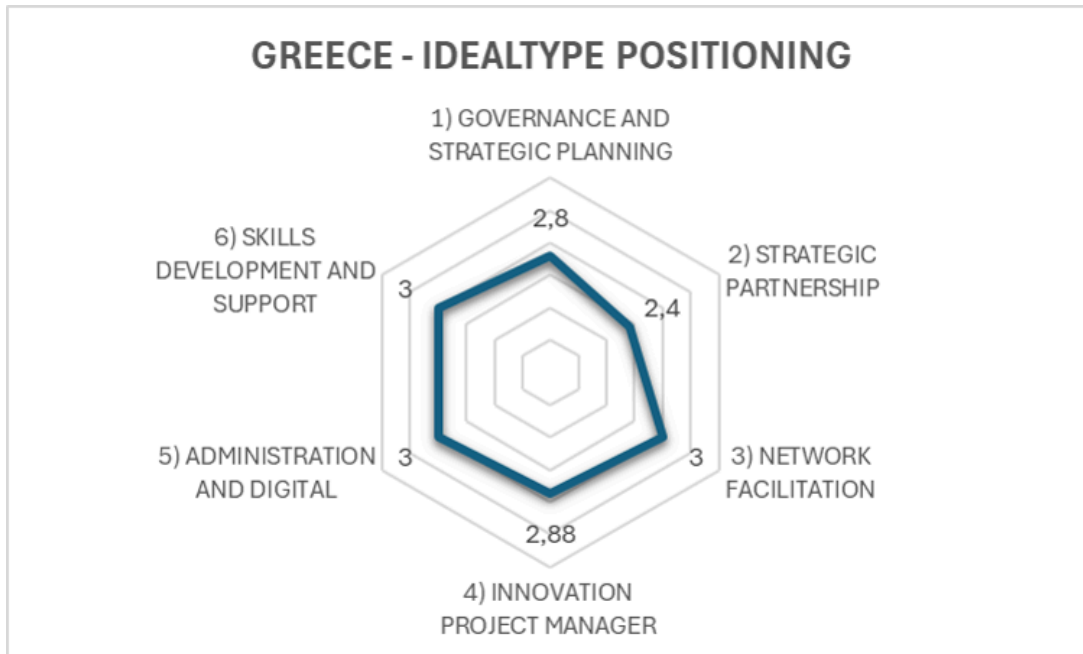 GREECE - IDEALTYPE POSITIONING
1) GOVERNANCE AND
STRATEGIC PLANNING
2,8
2) STRATEGIC
PARTNERSHIP
2,4
3) NETWORK
FACILITATION
3
4) INNOVATION
PROJECT MANAGER
2,88
5) ADMINISTRATION
AND DIGITAL
3
6) SKILLS
DEVELOPMENT AND
SUPPORT
3